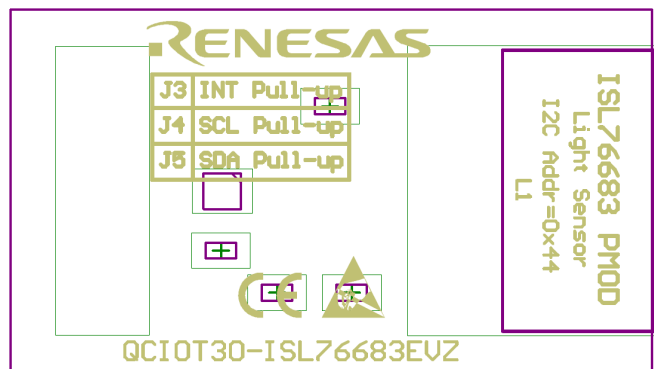 RENESAS
J3 INT Pull-up
J4 SCL Pull-up
J5 SDA Pull-up
ISL76683 PMOD
Light Sensor
I2C Addr=0x44
L1
CE
QCIOT30-ISL76683EVZ